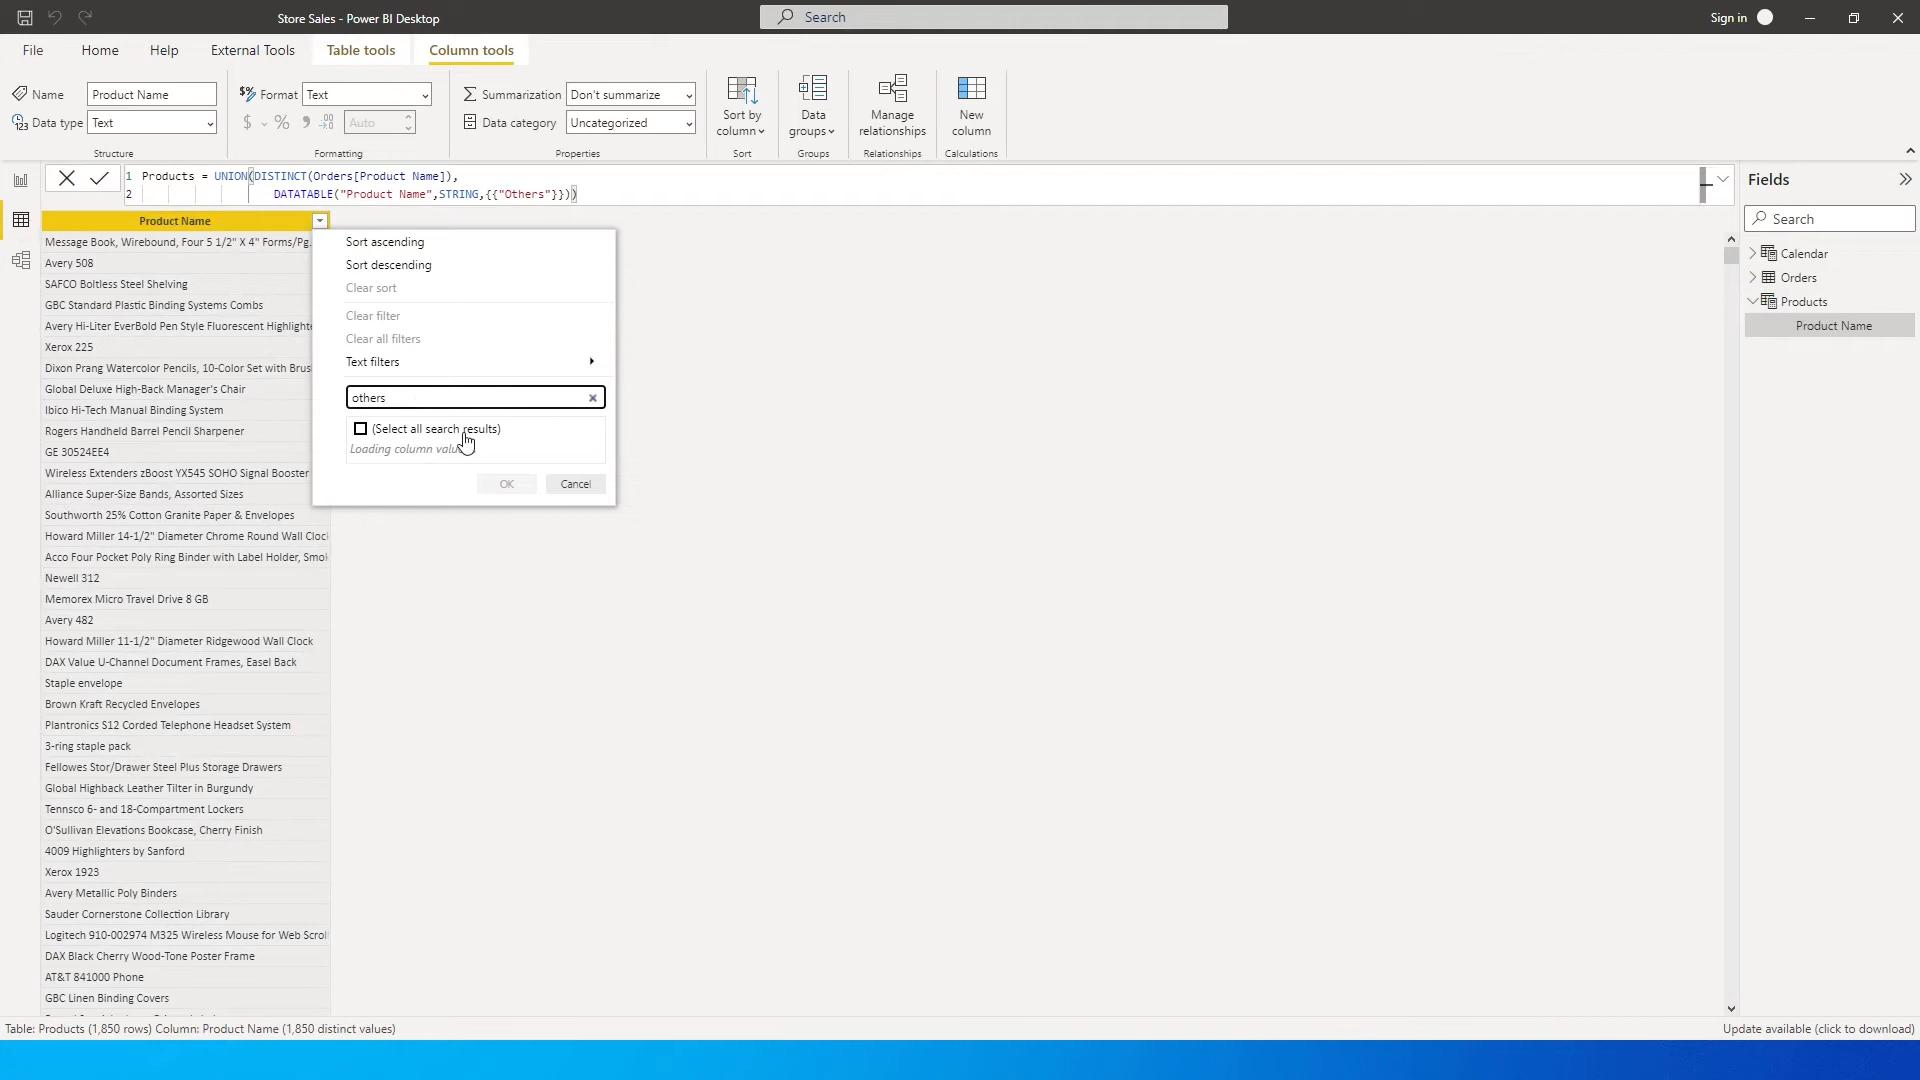 Store Sales - Power BI Desktop
Search
Sign in
File
Home
Help
External Tools
Table tools
Column tools
Name
Product Name
Data type
Text
Structure
$% Format
Text
$ % 9 .00
Auto
Formatting
Summarization
Don't summarize
Data category
Uncategorized
Properties
Sort by
column
Sort
Data
groups
Groups
Manage
relationships
Relationships
New
column
Calculations
1 Products = UNION(DISTINCT(Orders[Product Name]),
2 DATATABLE("Product Name",STRING,{{"Others"}}))
Product Name
Message Book, Wirebound, Four 5 1/2" X 4" Forms/Pg.
Avery 508
SAFCO Boltless Steel Shelving
GBC Standard Plastic Binding Systems Combs
Avery Hi-Liter EverBold Pen Style Fluorescent Highlighte
Xerox 225
Dixon Prang Watercolor Pencils, 10-Color Set with Brus
Global Deluxe High-Back Manager's Chair
Ibico Hi-Tech Manual Binding System
Rogers Handheld Barrel Pencil Sharpener
GE 30524EE4
Wireless Extenders zBoost YX545 SOHO Signal Booster
Alliance Super-Size Bands, Assorted Sizes
Southworth 25% Cotton Granite Paper & Envelopes
Howard Miller 14-1/2" Diameter Chrome Round Wall Cloc
Acco Four Pocket Poly Ring Binder with Label Holder, Smo
Newell 312
Memorex Micro Travel Drive 8 GB
Avery 482
Howard Miller 11-1/2" Diameter Ridgewood Wall Clock
DAX Value U-Channel Document Frames, Easel Back
Staple envelope
Brown Kraft Recycled Envelopes
Plantronics S12 Corded Telephone Headset System
3-ring staple pack
Fellowes Stor/Drawer Steel Plus Storage Drawers
Global Highback Leather Tilter in Burgundy
Tennsco 6- and 18-Compartment Lockers
O'Sullivan Elevations Bookcase, Cherry Finish
4009 Highlighters by Sanford
Xerox 1923
Avery Metallic Poly Binders
Sauder Cornerstone Collection Library
Logitech 910-002974 M325 Wireless Mouse for Web Scrol
DAX Black Cherry Wood-Tone Poster Frame
AT&T 841000 Phone
GBC Linen Binding Covers
Sort ascending
Sort descending
Clear sort
Clear filter
Clear all filters
Text filters
others
(Select all search results)
Loading column valu
OK
Cancel
Fields
Search
Calendar
Orders
Products
Product Name
Table: Products (1,850 rows) Column: Product Name (1,850 distinct values)
Update available (click to download)